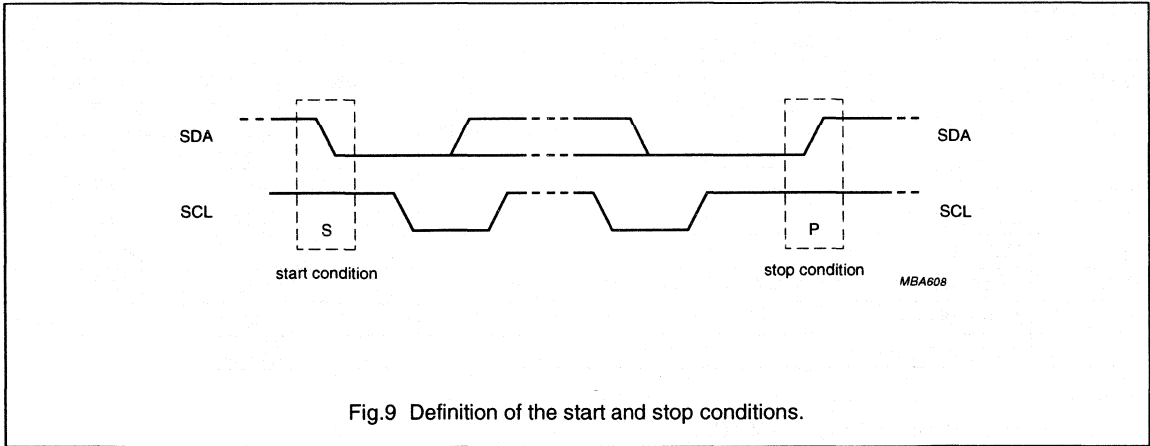 SDA
SDA
SCL
SCL
S
P
start condition
stop condition
MBA608
Fig.9 Definition of the start and stop conditions.